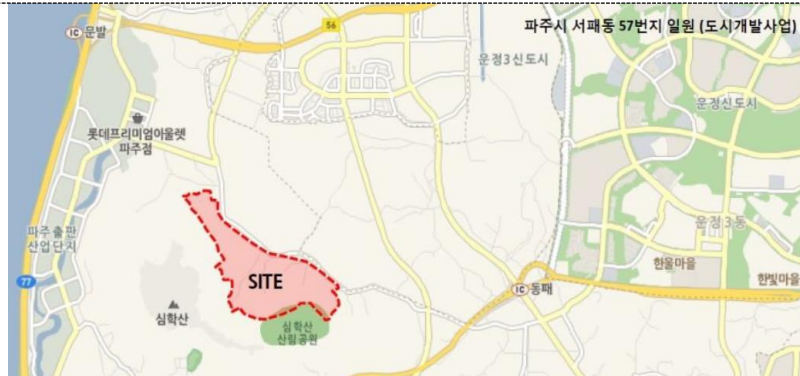 파주시 서패동 57번지 일원 (도시개발사업)
56
IC 문발
운정3신도시
운정신도시
롯데프리미엄아울렛
파주점
파주출판
산업단지
운정3동
한울마을
한빛마을
77
SITE
IC 동패
심학산
심학산
산림공원